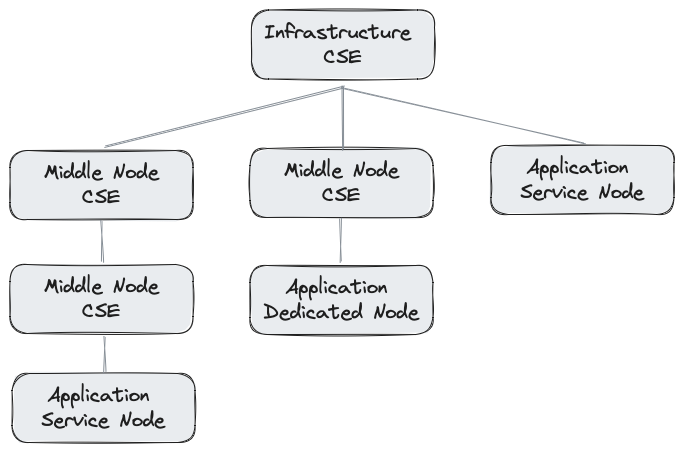 Infrastructure
CSE
Middle Node
CSE
Middle Node
CSE
Application
Service Node
Middle Node
CSE
Application
Dedicated Node
Application
Service Node